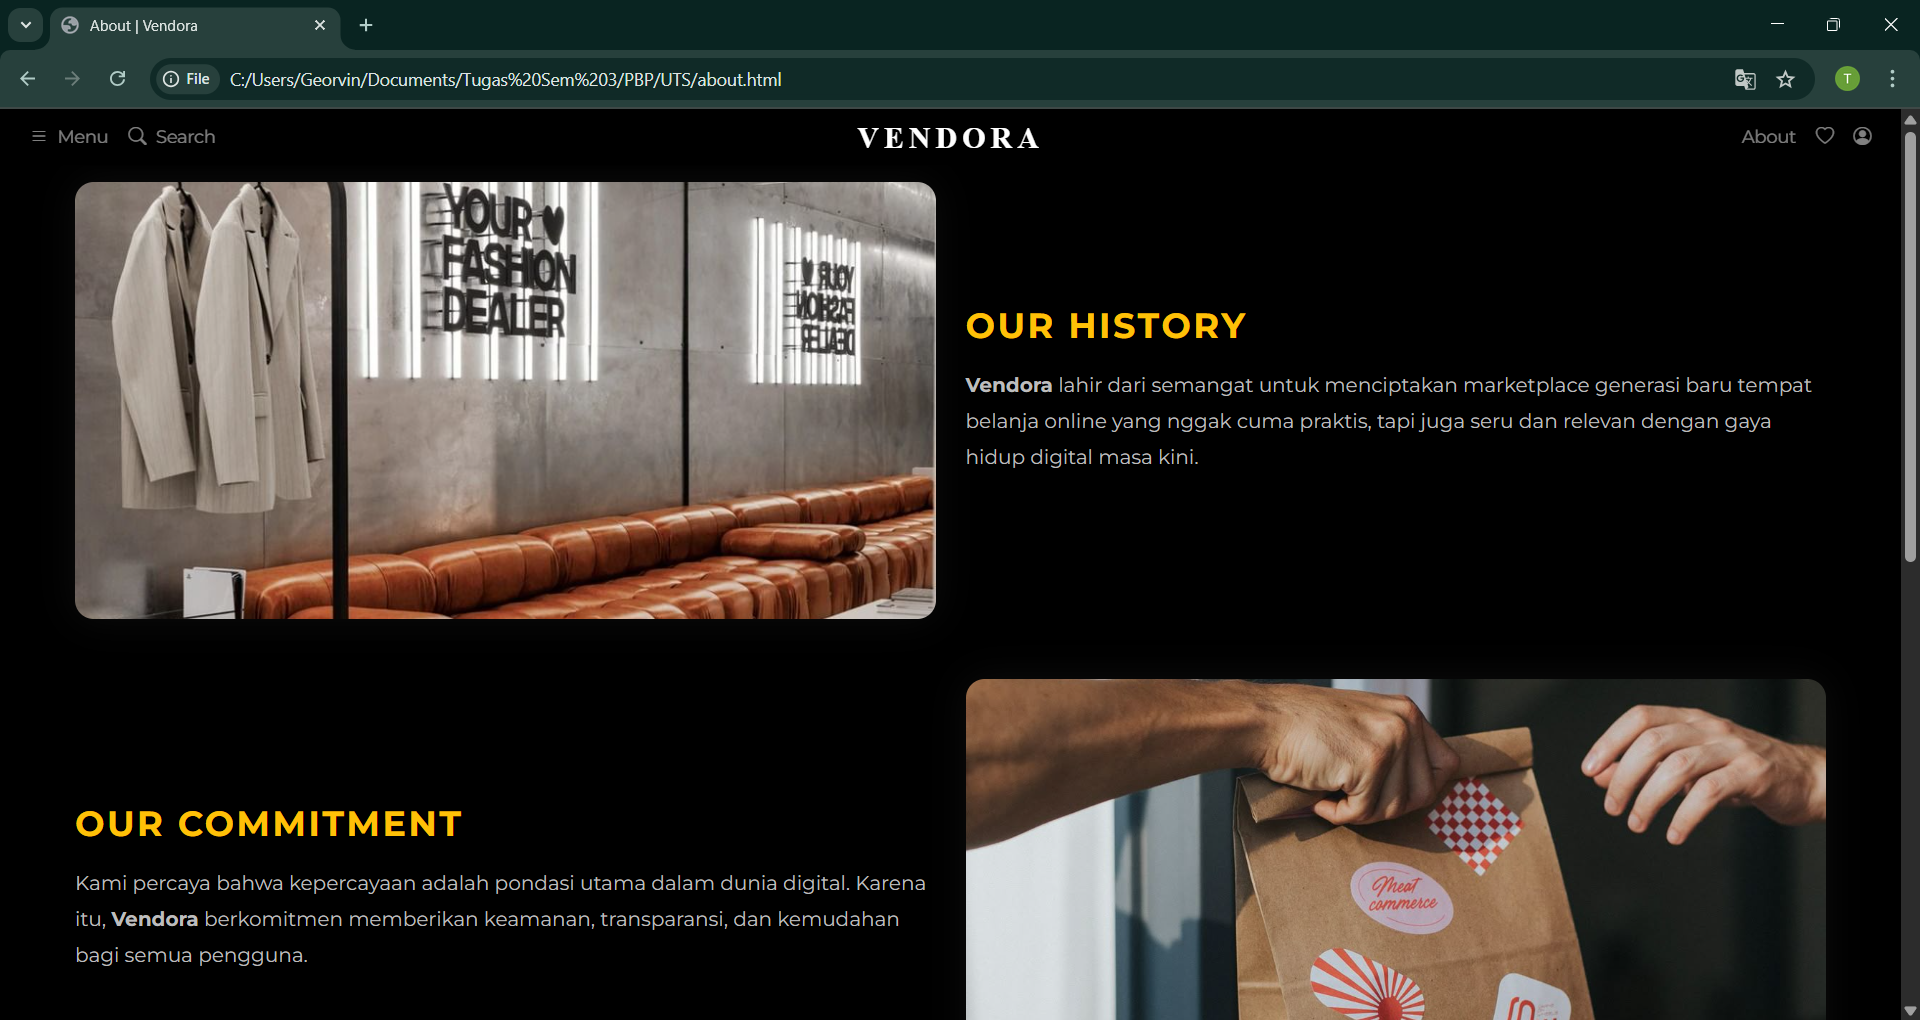 About | Vendora
File
C:/Users/Georvin/Documents/Tugas%20Sem%203/PBP/UTS/about.html
T
Menu
Search
VENDORA
About
YOUR
FASHION
DEALER
YOUR
FASHION
DEALER
OUR HISTORY
Vendora lahir dari semangat untuk menciptakan marketplace generasi baru tempat
belanja online yang nggak cuma praktis, tapi juga seru dan relevan dengan gaya
hidup digital masa kini.
OUR COMMITMENT
Kami percaya bahwa kepercayaan adalah pondasi utama dalam dunia digital. Karena
itu, Vendora berkomitmen memberikan keamanan, transparansi, dan kemudahan
bagi semua pengguna.
Meat
commerce